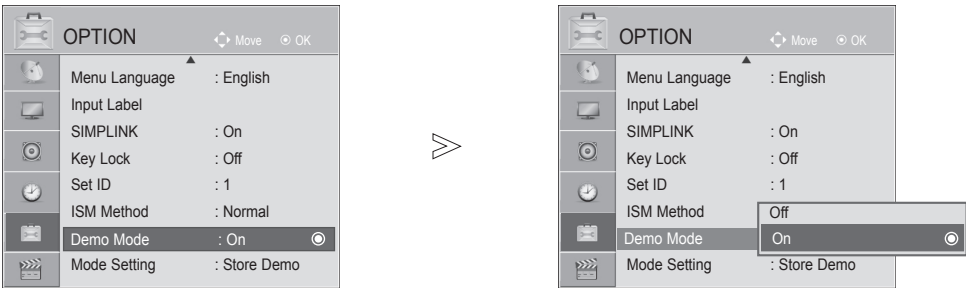 OPTION
Move OK
Menu Language : English
Input Label
SIMPLINK : On
Key Lock : Off
Set ID : 1
ISM Method : Normal
Demo Mode : On
Mode Setting : Store Demo
OPTION
Move OK
Menu Language : English
Input Label
SIMPLINK : On
Key Lock : Off
Set ID : 1
ISM Method
Off
Demo Mode
On
Mode Setting : Store Demo